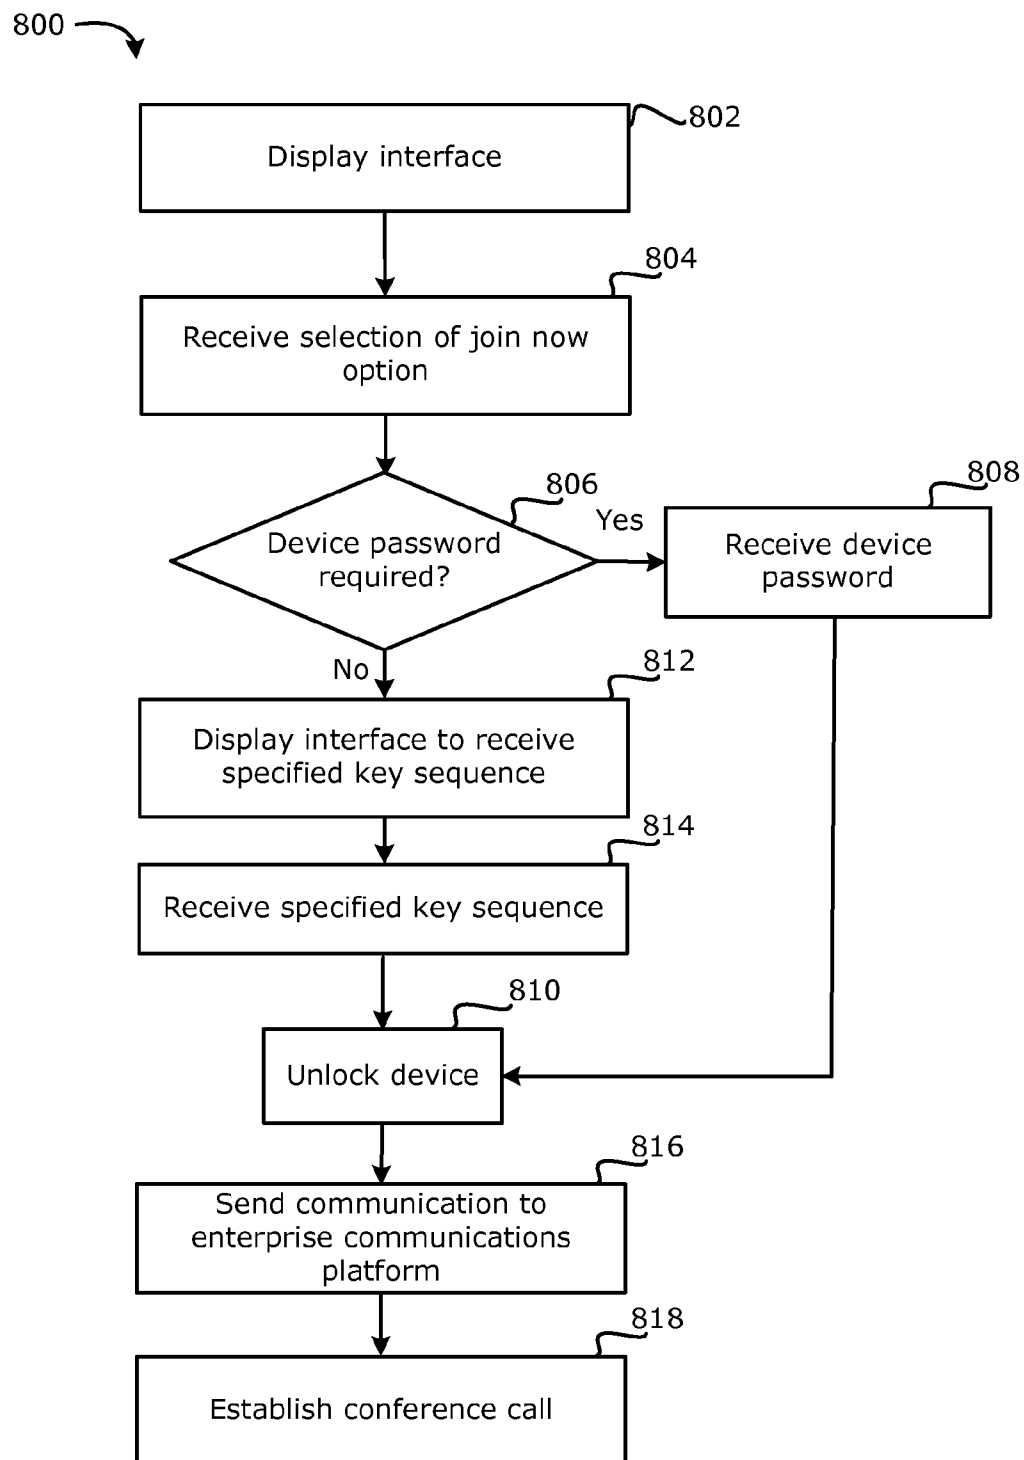 800
802
Display interface
804
Receive selection of join now
option
806
808
Yes
Device password
required?
Receive device
password
No
812
Display interface to receive
specified key sequence
814
Receive specified key sequence
810
Unlock device
816
Send communication to
enterprise communications
platform
818
Establish conference call